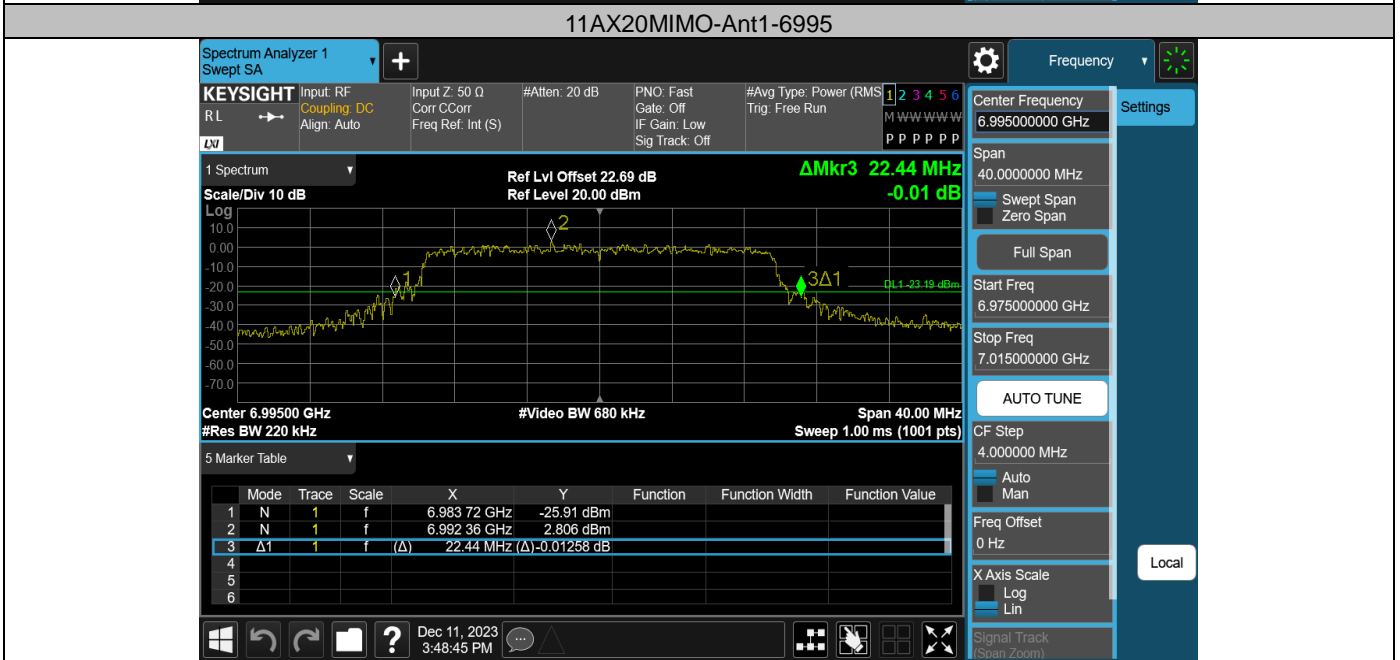 11AX20MIMO-Ant1-6995
Spectrum Analyzer 1
Swept SA
+
Frequency
KEYSIGHT
RL
LXI
Input: RF
Coupling: DC
Align: Auto
Input Z: 50 Ω
Corr CCorr
Freq Ref: Int (S)
#Atten: 20 dB
PNO: Fast
Gate: Off
IF Gain: Low
Sig Track: Off
#Avg Type: Power (RMS
Trig: Free Run
1 2 3 4 5 6
M W W W W W
P P P P P P
Center Frequency
6.995000000 GHz
Settings
Span
40.0000000 MHz
Swept Span
Zero Span
Full Span
Start Freq
6.975000000 GHz
Stop Freq
7.015000000 GHz
AUTO TUNE
CF Step
4.000000 MHz
Auto
Man
Freq Offset
0 Hz
X Axis Scale
Log
Lin
Signal Track
(Span Zoom)
Local
1 Spectrum
Scale/Div 10 dB
Ref Lvl Offset 22.69 dB
Ref Level 20.00 dBm
ΔMkr3 22.44 MHz
-0.01 dB
Log
10.0
0.00
-10.0
-20.0
-30.0
-40.0
-50.0
-60.0
-70.0
1
2
3Δ1
DL1 -23.19 dBm
Center 6.99500 GHz
#Video BW 680 kHz
Span 40.00 MHz
#Res BW 220 kHz
Sweep 1.00 ms (1001 pts)
5 Marker Table
Mode Trace Scale X Y Function Function Width Function Value
1 N 1 f 6.983 72 GHz -25.91 dBm
2 N 1 f 6.992 36 GHz 2.806 dBm
3 Δ1 1 f (Δ) 22.44 MHz (Δ) -0.01258 dB
4
5
6
?
Dec 11, 2023
3:48:45 PM